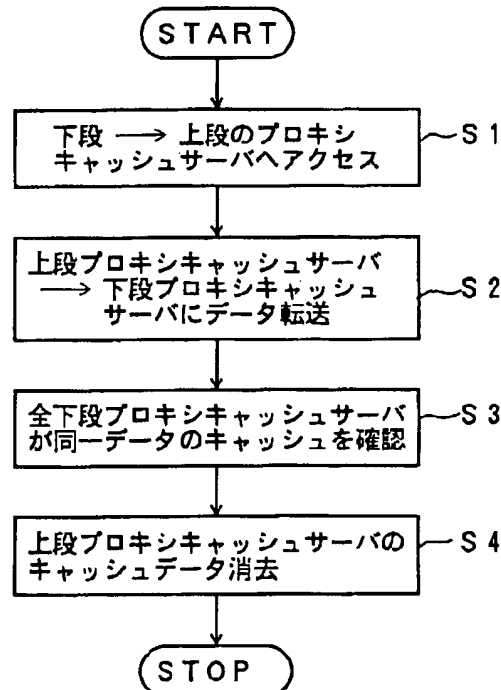 START
下段 → 上段のプロキシ
キャッシュサーバへアクセス
S1
上段プロキシキャッシュサーバ
→ 下段プロキシキャッシュ
サーバにデータ転送
S2
全下段プロキシキャッシュサーバ
が同一データのキャッシュを確認
S3
上段プロキシキャッシュサーバの
キャッシュデータ消去
S4
STOP